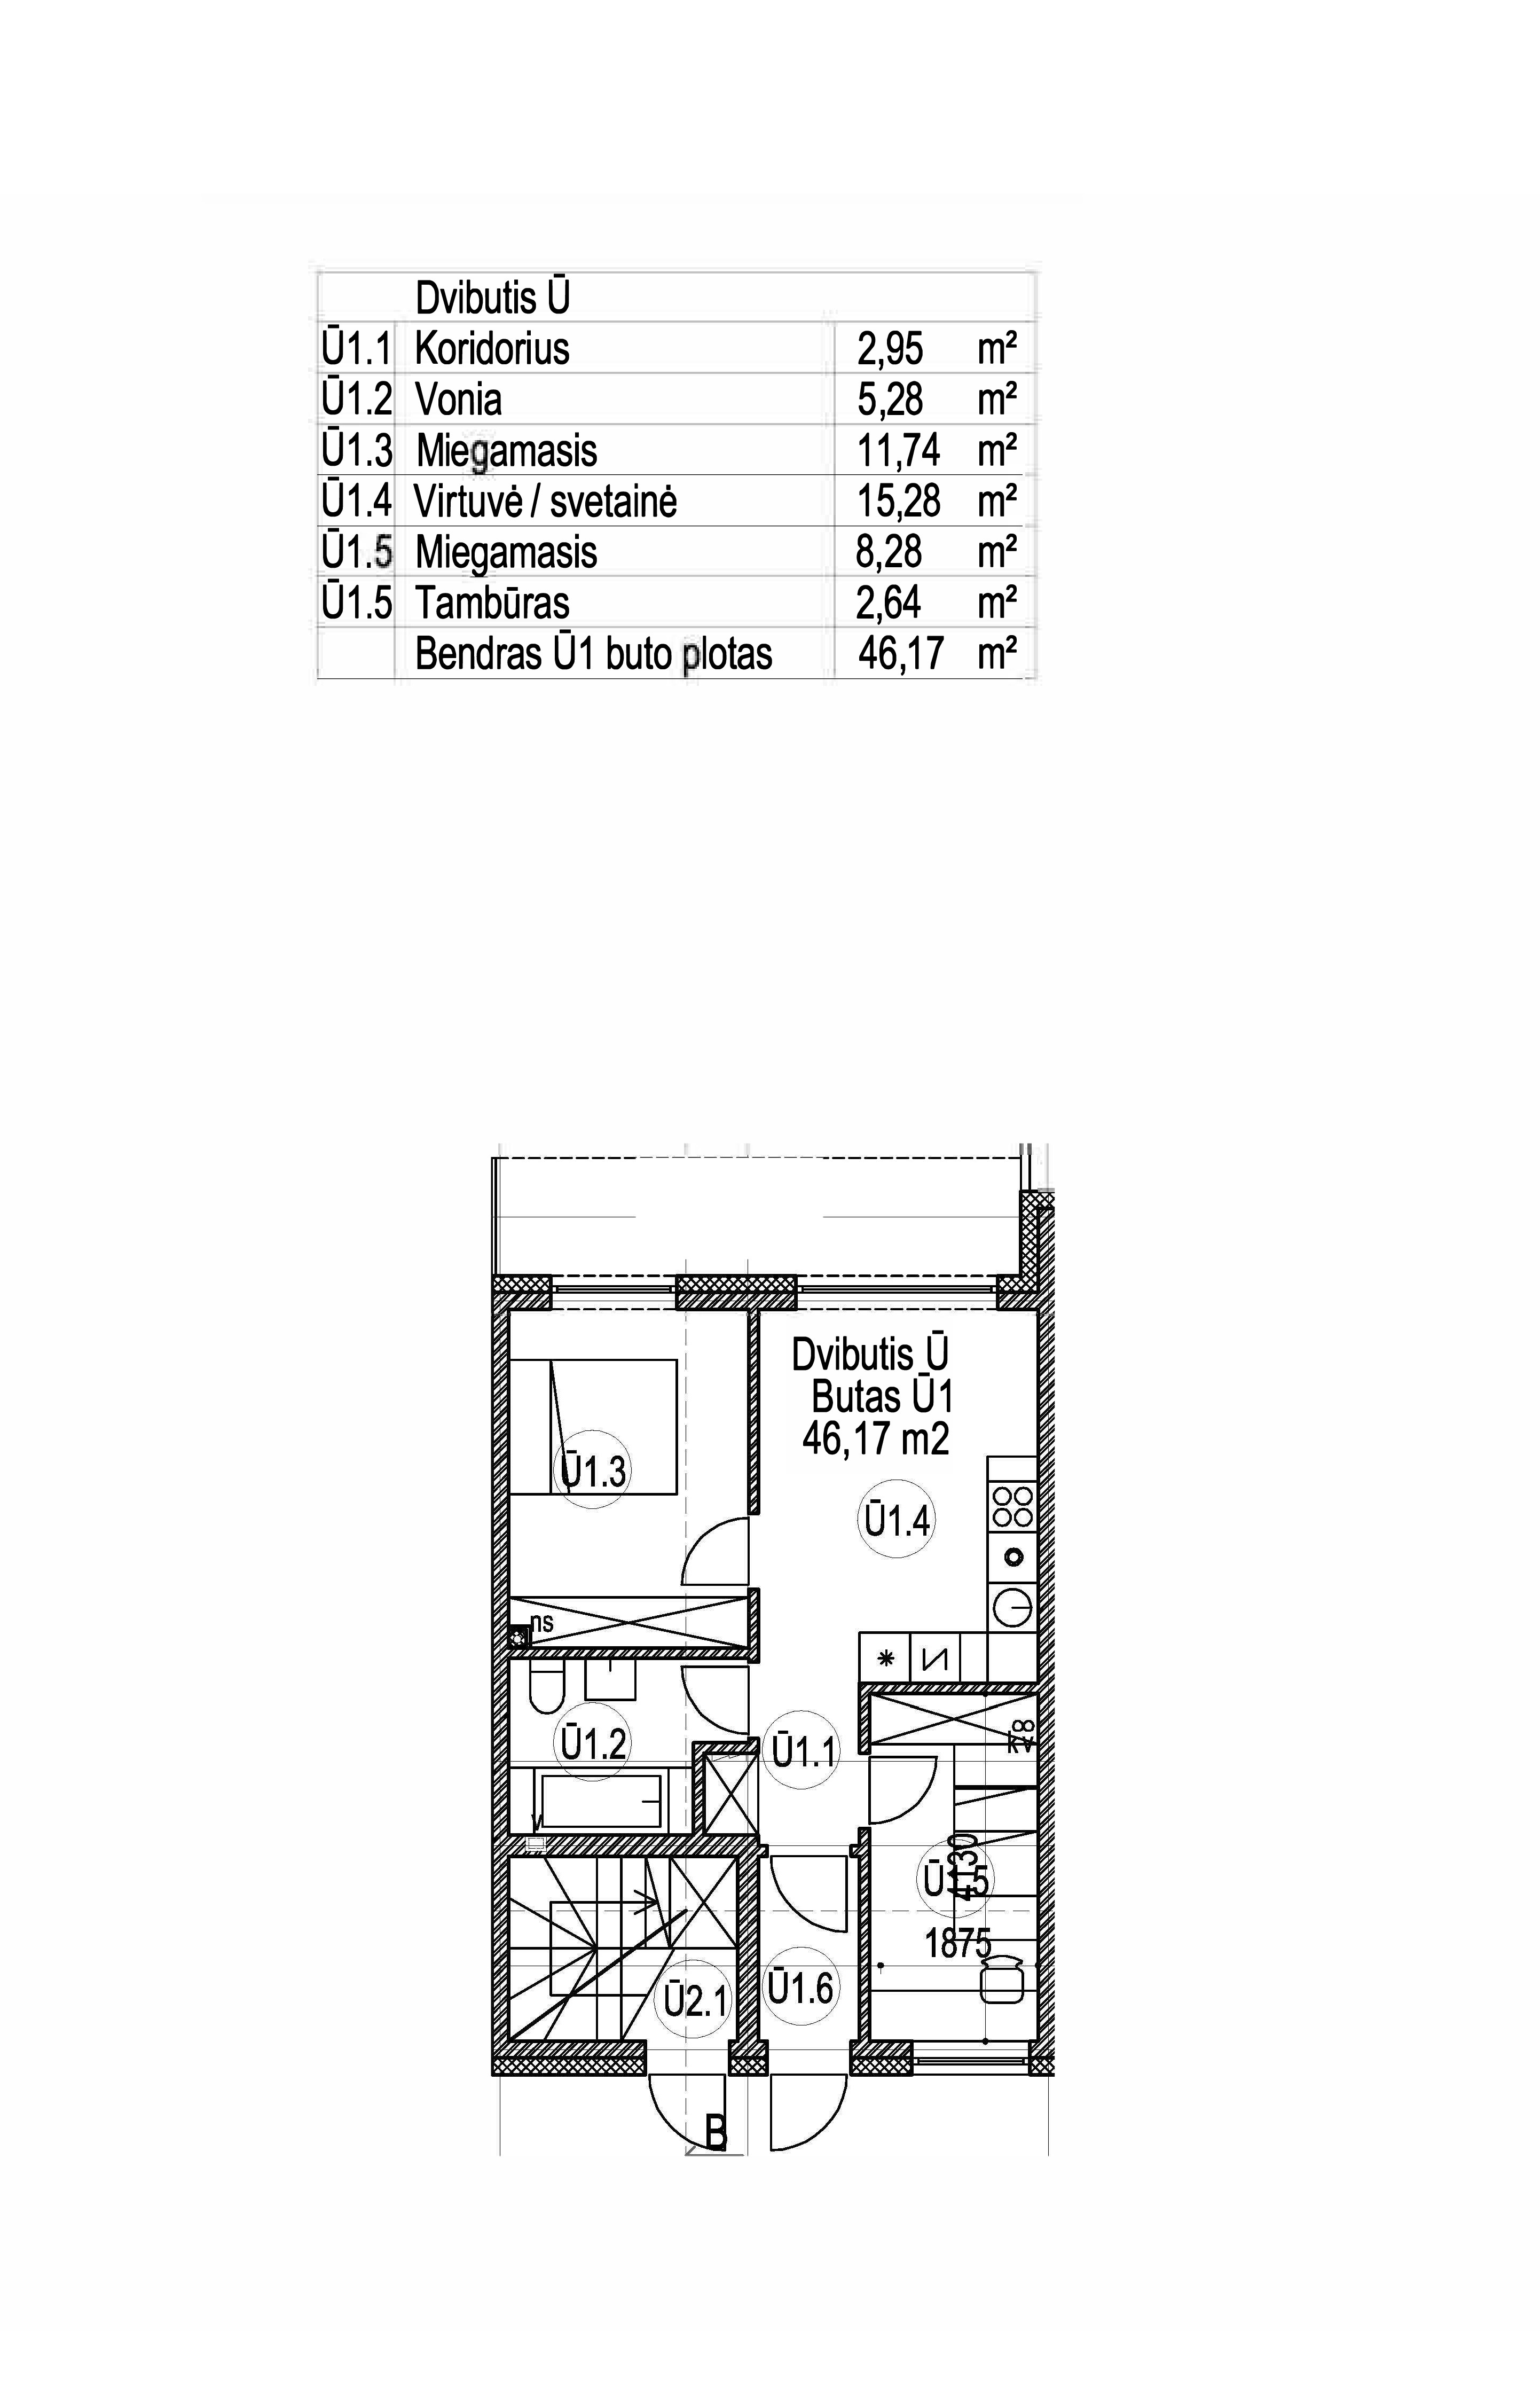 Dvibutis Ū
Ū1.1 Koridorius 2,95 m²
Ū1.2 Vonia 5,28 m²
Ū1.3 Miegamasis 11,74 m²
Ū1.4 Virtuvė / svetainė 15,28 m²
Ū1.5 Miegamasis 8,28 m²
Ū1.5 Tambūras 2,64 m²
Bendras Ū1 buto plotas 46,17 m²
Dvibutis Ū
Butas Ū1
46,17 m2
Ū1.3
Ū1.4
ns
Ū1.2
Ū1.1
kv8
v
Ū1.5
4130
1875
Ū1.6
Ū2.1
B